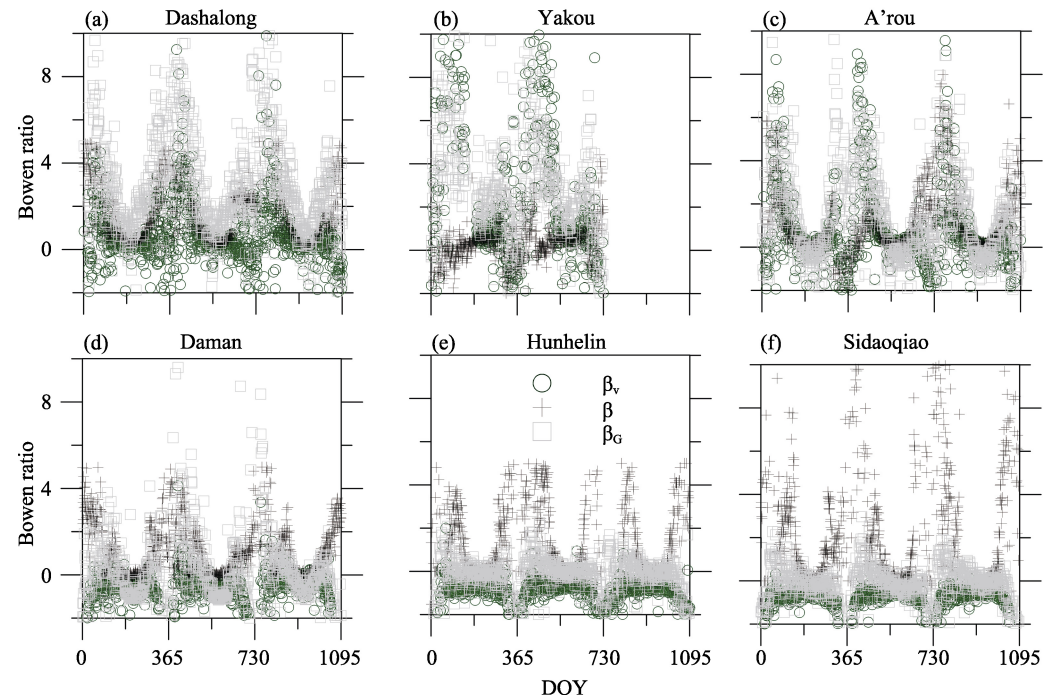 (a) Dashalong (b) Yakou (c) A’rou
8
4
0
Bowen ratio
(d) Daman (e) Hunhelin (f) Sidaoqiao
βv
β
βG
8
4
0
Bowen ratio
0 365 730 1095 0 365 730 1095 0 365 730 1095
DOY